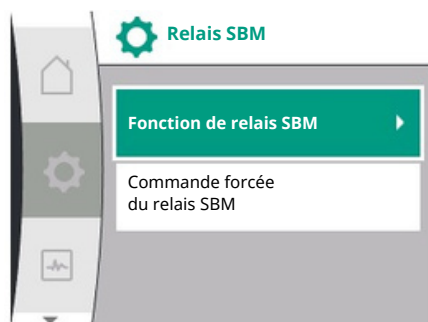 Relais SBM
Fonction de relais SBM
Commande forcée
du relais SBM